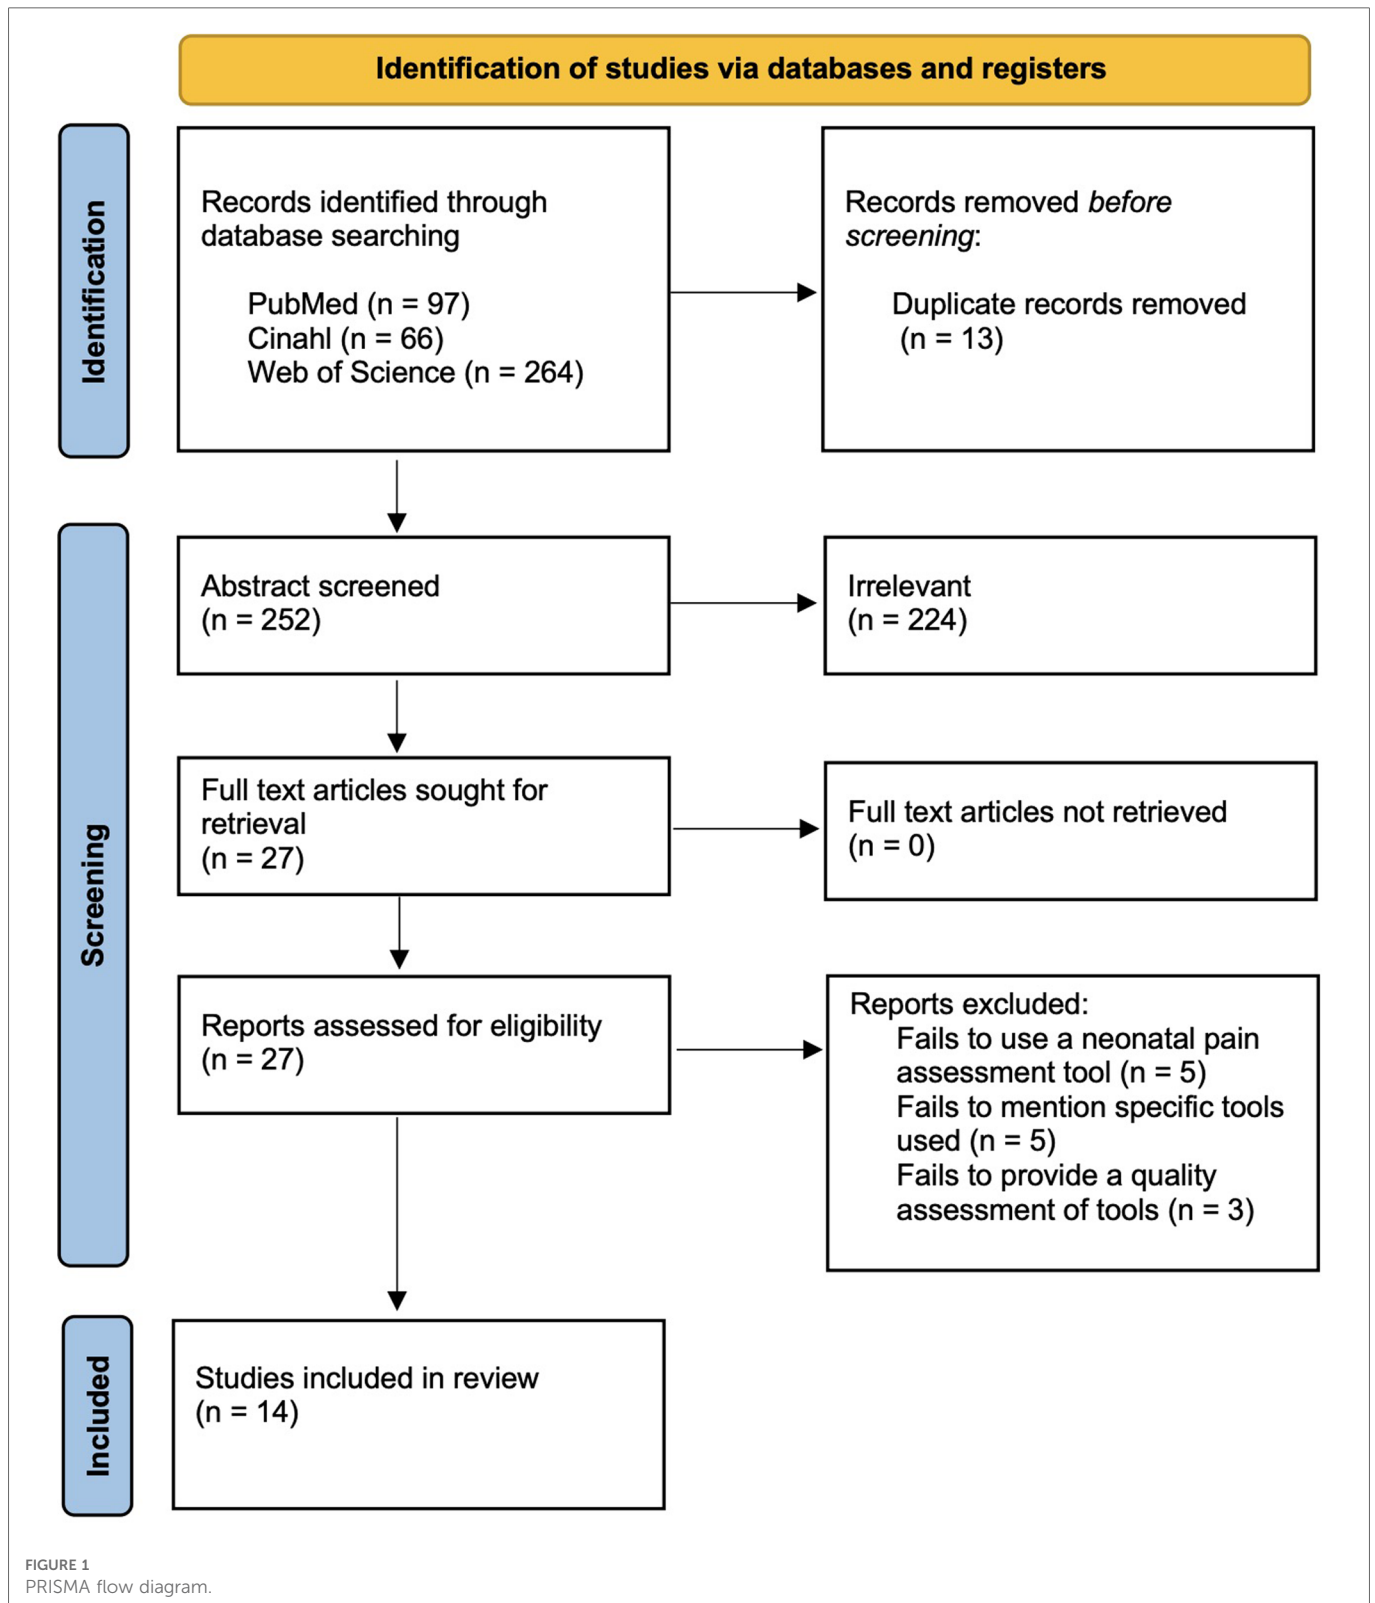 Identification of studies via databases and registers
Identification
Records identified through
database searching
PubMed (n = 97)
Cinahl (n = 66)
Web of Science (n = 264)
Records removed before
screening:
Duplicate records removed
(n = 13)
Screening
Abstract screened
(n = 252)
Irrelevant
(n = 224)
Full text articles sought for
retrieval
(n = 27)
Full text articles not retrieved
(n = 0)
Reports assessed for eligibility
(n = 27)
Reports excluded:
Fails to use a neonatal pain
assessment tool (n = 5)
Fails to mention specific tools
used (n = 5)
Fails to provide a quality
assessment of tools (n = 3)
Included
Studies included in review
(n = 14)
FIGURE 1
PRISMA flow diagram.